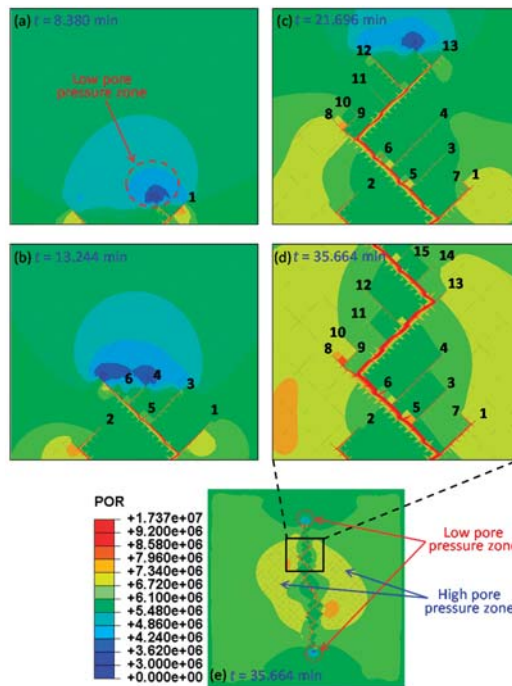 (a) t = 8.380 min
Low pore
pressure zone
1
(b) t = 13.244 min
6
4
3
2
5
1
(c) t = 21.696 min
12
13
11
10
8
9
4
6
3
2
5
7
1
(d) t = 35.664 min
15
14
12
13
11
10
8
9
4
6
3
2
5
7
1
POR
+1.737e+07
+9.200e+06
+8.580e+06
+7.960e+06
+7.340e+06
+6.720e+06
+6.100e+06
+5.480e+06
+4.860e+06
+4.240e+06
+3.620e+06
+3.000e+06
+0.000e+00
Low pore
pressure zone
High pore
pressure zone
(e) t = 35.664 min